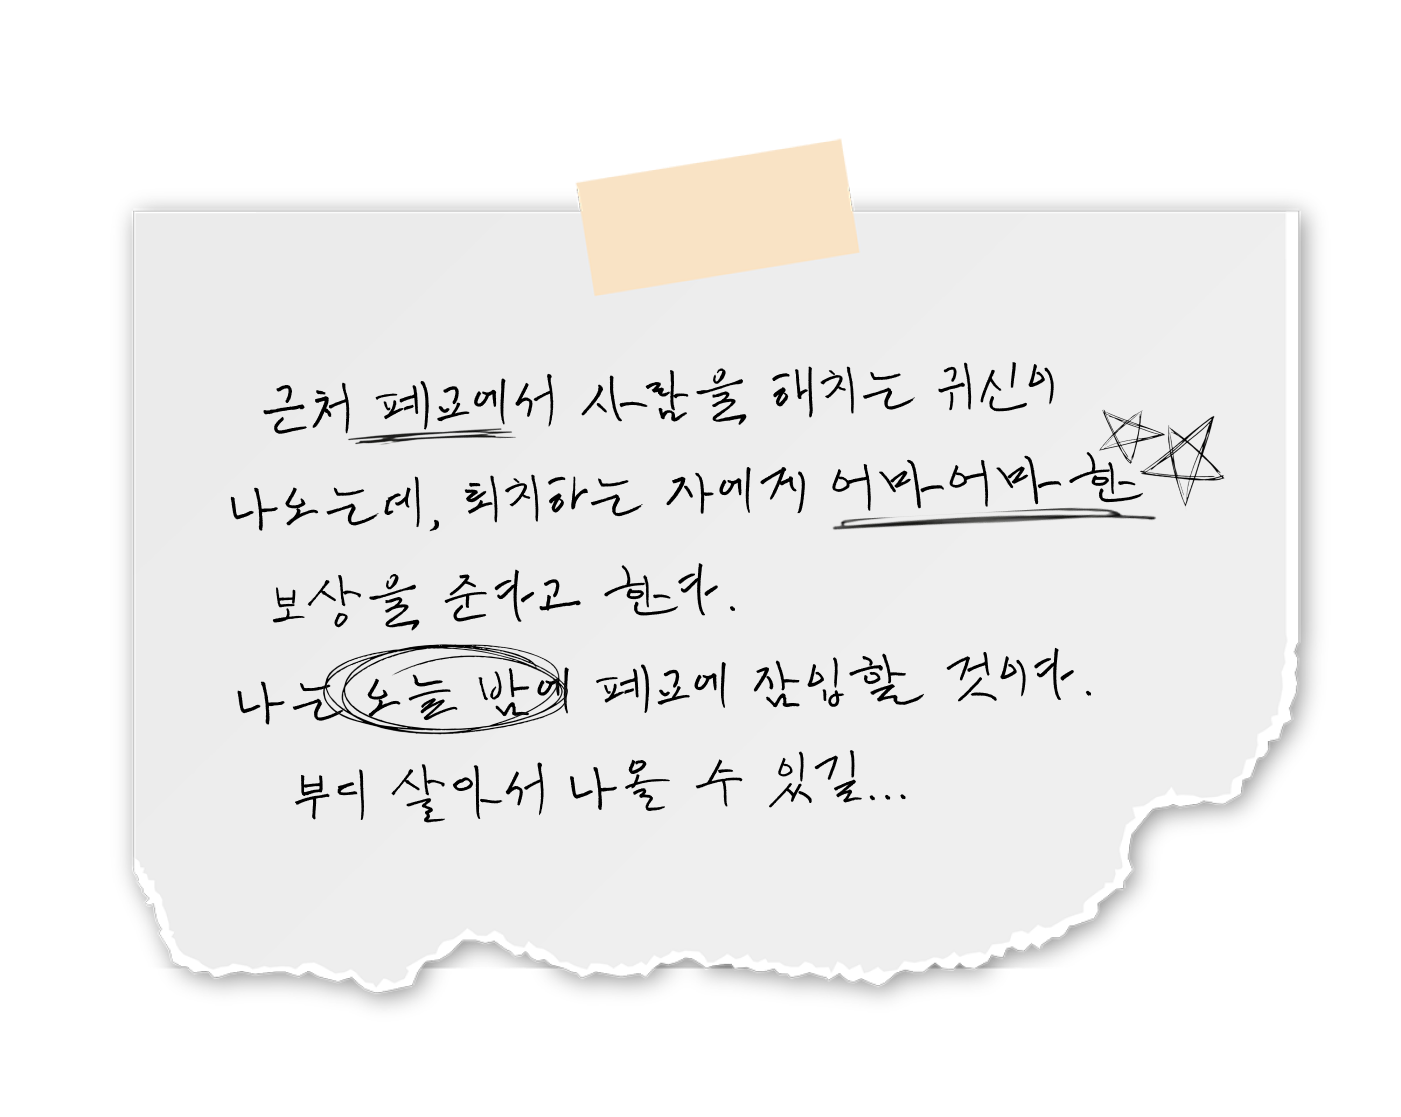 근처 폐교에서 사람을 해치는 귀신이
나오는데, 퇴치하는 자에게 어마어마한
보상을 준다고 한다.
나는 오늘 밤에 폐교에 잠입할 것이다.
부디 살아서 나올 수 있길...